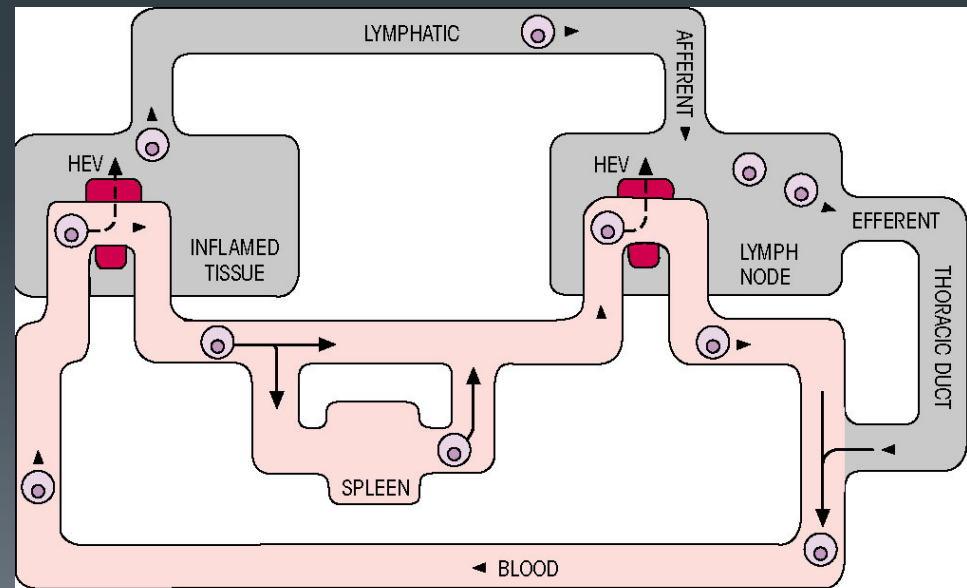 LYMPHATIC
AFFERENT
HEV
HEV
EFFERENT
INFLAMED
TISSUE
LYMPH
NODE
THORACIC DUCT
SPLEEN
BLOOD